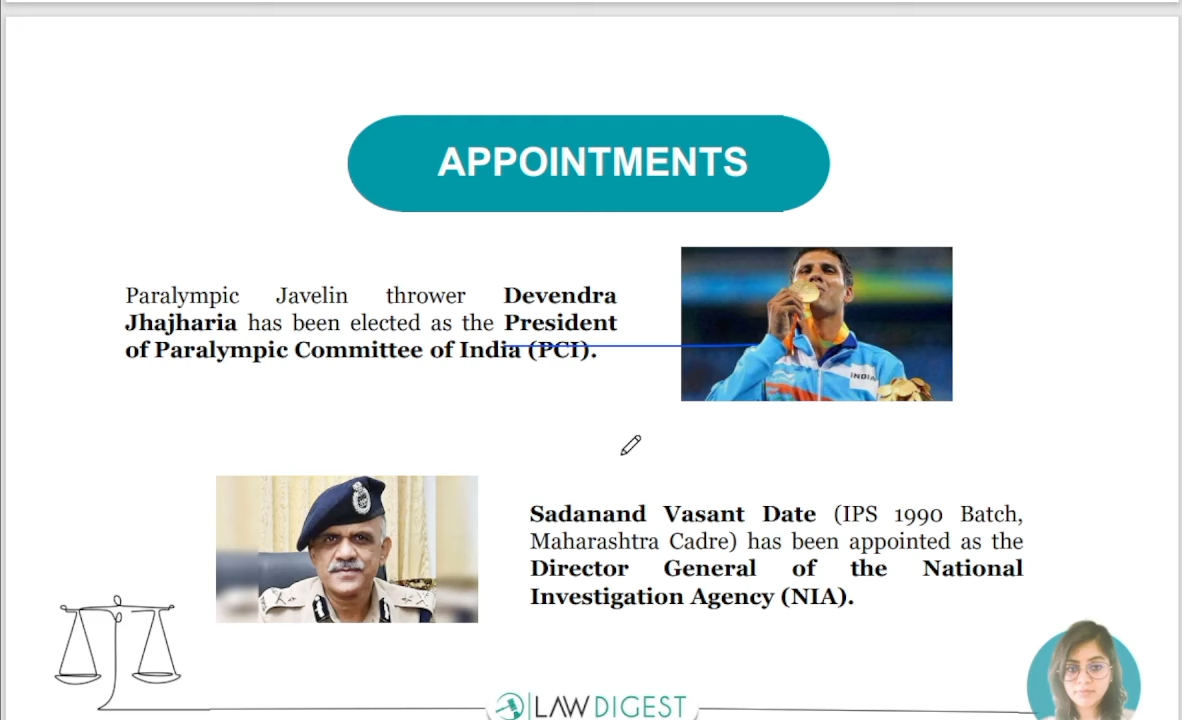 APPOINTMENTS
Paralympic Javelin thrower Devendra
Jhajharia has been elected as the President
of Paralympic Committee of India (PCI).
INDIA
Sadanand Vasant Date (IPS 1990 Batch,
Maharashtra Cadre) has been appointed as the
Director General of the National
Investigation Agency (NIA).
LAWDIGEST